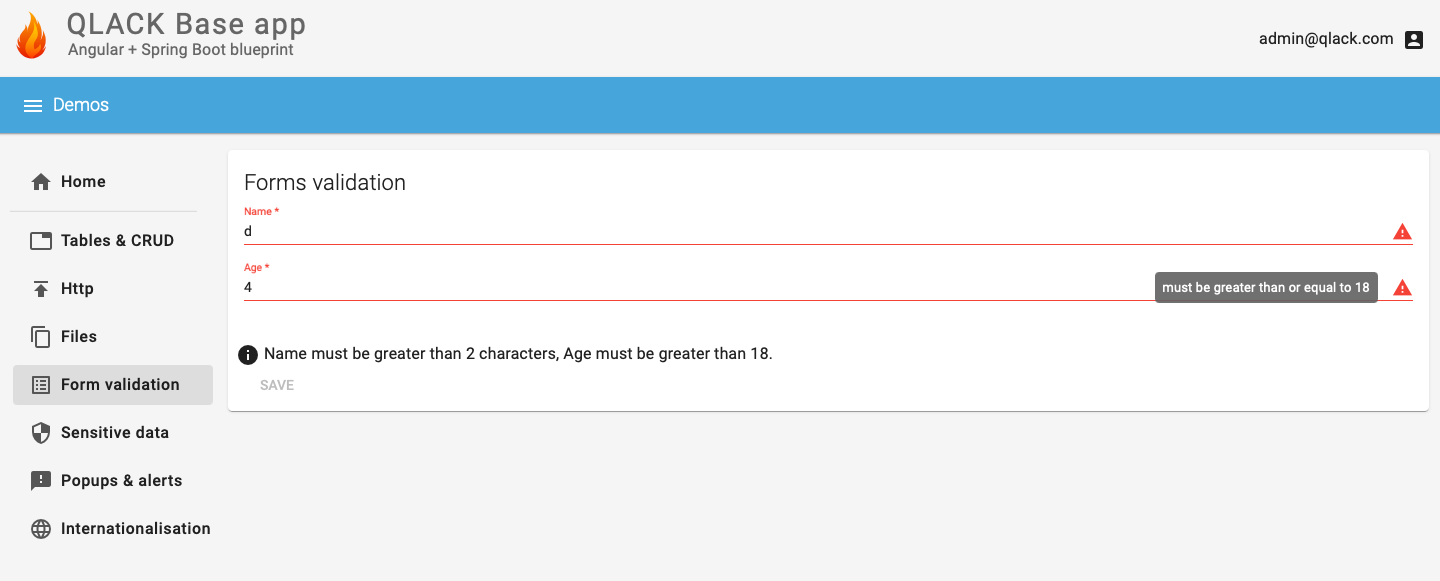 QLACK Base app
Angular + Spring Boot blueprint
admin@qlack.com
Demos
Home
Tables & CRUD
Http
Files
Form validation
Sensitive data
Popups & alerts
Internationalisation
Forms validation
Name *
d
Age *
4
must be greater than or equal to 18
Name must be greater than 2 characters, Age must be greater than 18.
SAVE